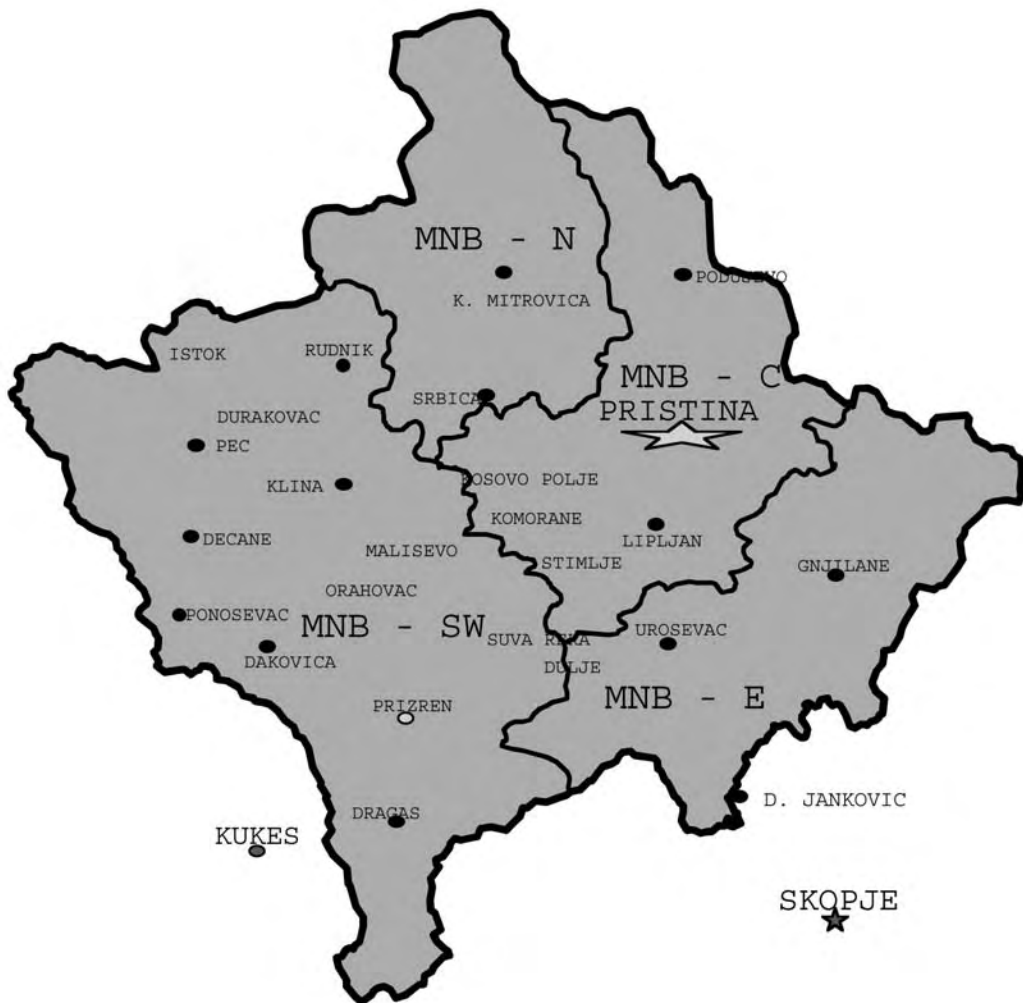 MNB - N
PODUJEVO
K. MITROVICA
RUDNIK
ISTOK
MNB - C
SRBICA
PRISTINA
DURAKOVAC
PEC
KOSOVO POLJE
KLINA
KOMORANE
DECANE
LIPLJAN
MALISEVO
STIMLJE
GNJILANE
ORAHOVAC
PONOSEVAC
MNB - SW
UROSEVAC
SUVA REKA
DAKOVICA
DULJE
MNB - E
PRIZREN
D. JANKOVIC
DRAGAS
KUKES
SKOPJE